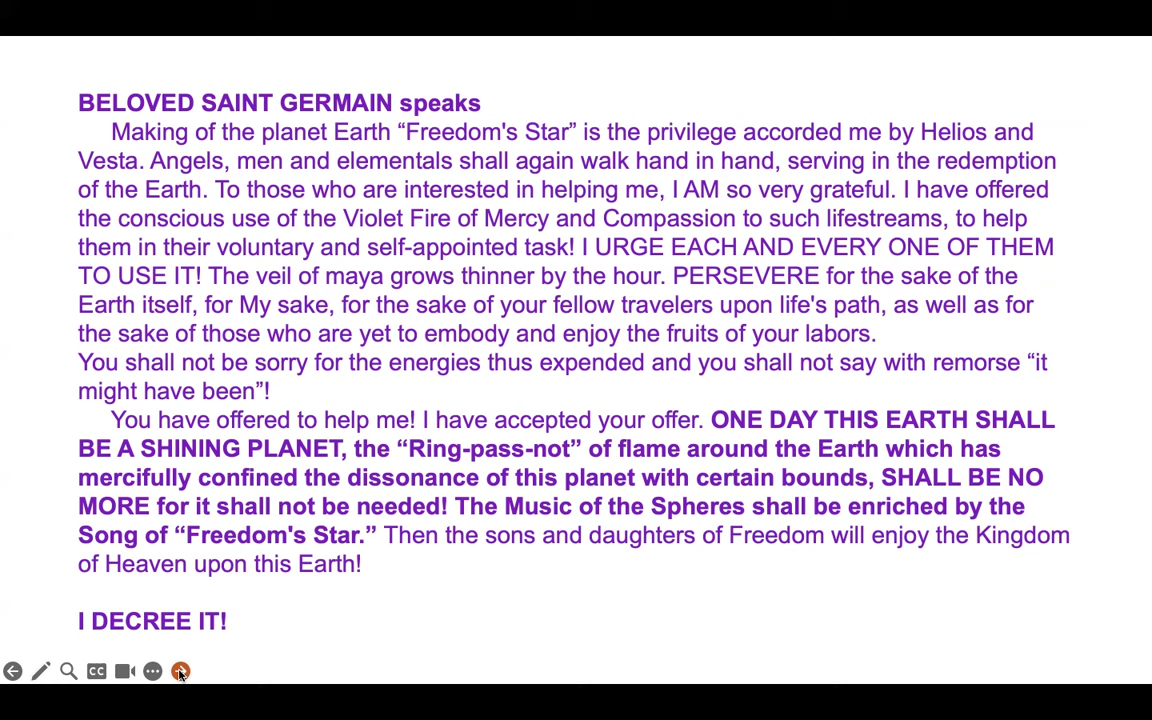 BELOVED SAINT GERMAIN speaks
Making of the planet Earth “Freedom's Star” is the privilege accorded me by Helios and
Vesta. Angels, men and elementals shall again walk hand in hand, serving in the redemption
of the Earth. To those who are interested in helping me, I AM so very grateful. I have offered
the conscious use of the Violet Fire of Mercy and Compassion to such lifestreams, to help
them in their voluntary and self-appointed task! I URGE EACH AND EVERY ONE OF THEM
TO USE IT! The veil of maya grows thinner by the hour. PERSEVERE for the sake of the
Earth itself, for My sake, for the sake of your fellow travelers upon life's path, as well as for
the sake of those who are yet to embody and enjoy the fruits of your labors.
You shall not be sorry for the energies thus expended and you shall not say with remorse “it
might have been”!
You have offered to help me! I have accepted your offer. ONE DAY THIS EARTH SHALL
BE A SHINING PLANET, the “Ring-pass-not” of flame around the Earth which has
mercifully confined the dissonance of this planet with certain bounds, SHALL BE NO
MORE for it shall not be needed! The Music of the Spheres shall be enriched by the
Song of “Freedom's Star.” Then the sons and daughters of Freedom will enjoy the Kingdom
of Heaven upon this Earth!
I DECREE IT!
CC